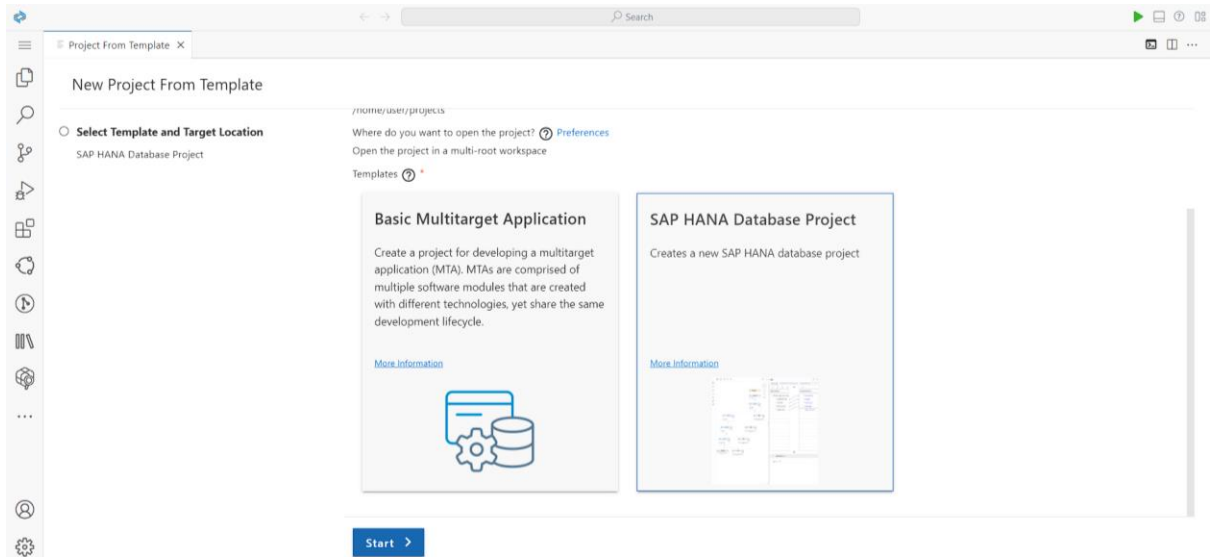 Search
Project From Template
New Project From Template
/home/user/projects
Select Template and Target Location
SAP HANA Database Project
Where do you want to open the project? Preferences
Open the project in a multi-root workspace
Templates *
Basic Multitarget Application
Create a project for developing a multitarget
application (MTA). MTAs are comprised of
multiple software modules that are created
with different technologies, yet share the same
development lifecycle.
More Information
SAP HANA Database Project
Creates a new SAP HANA database project
More Information
Start